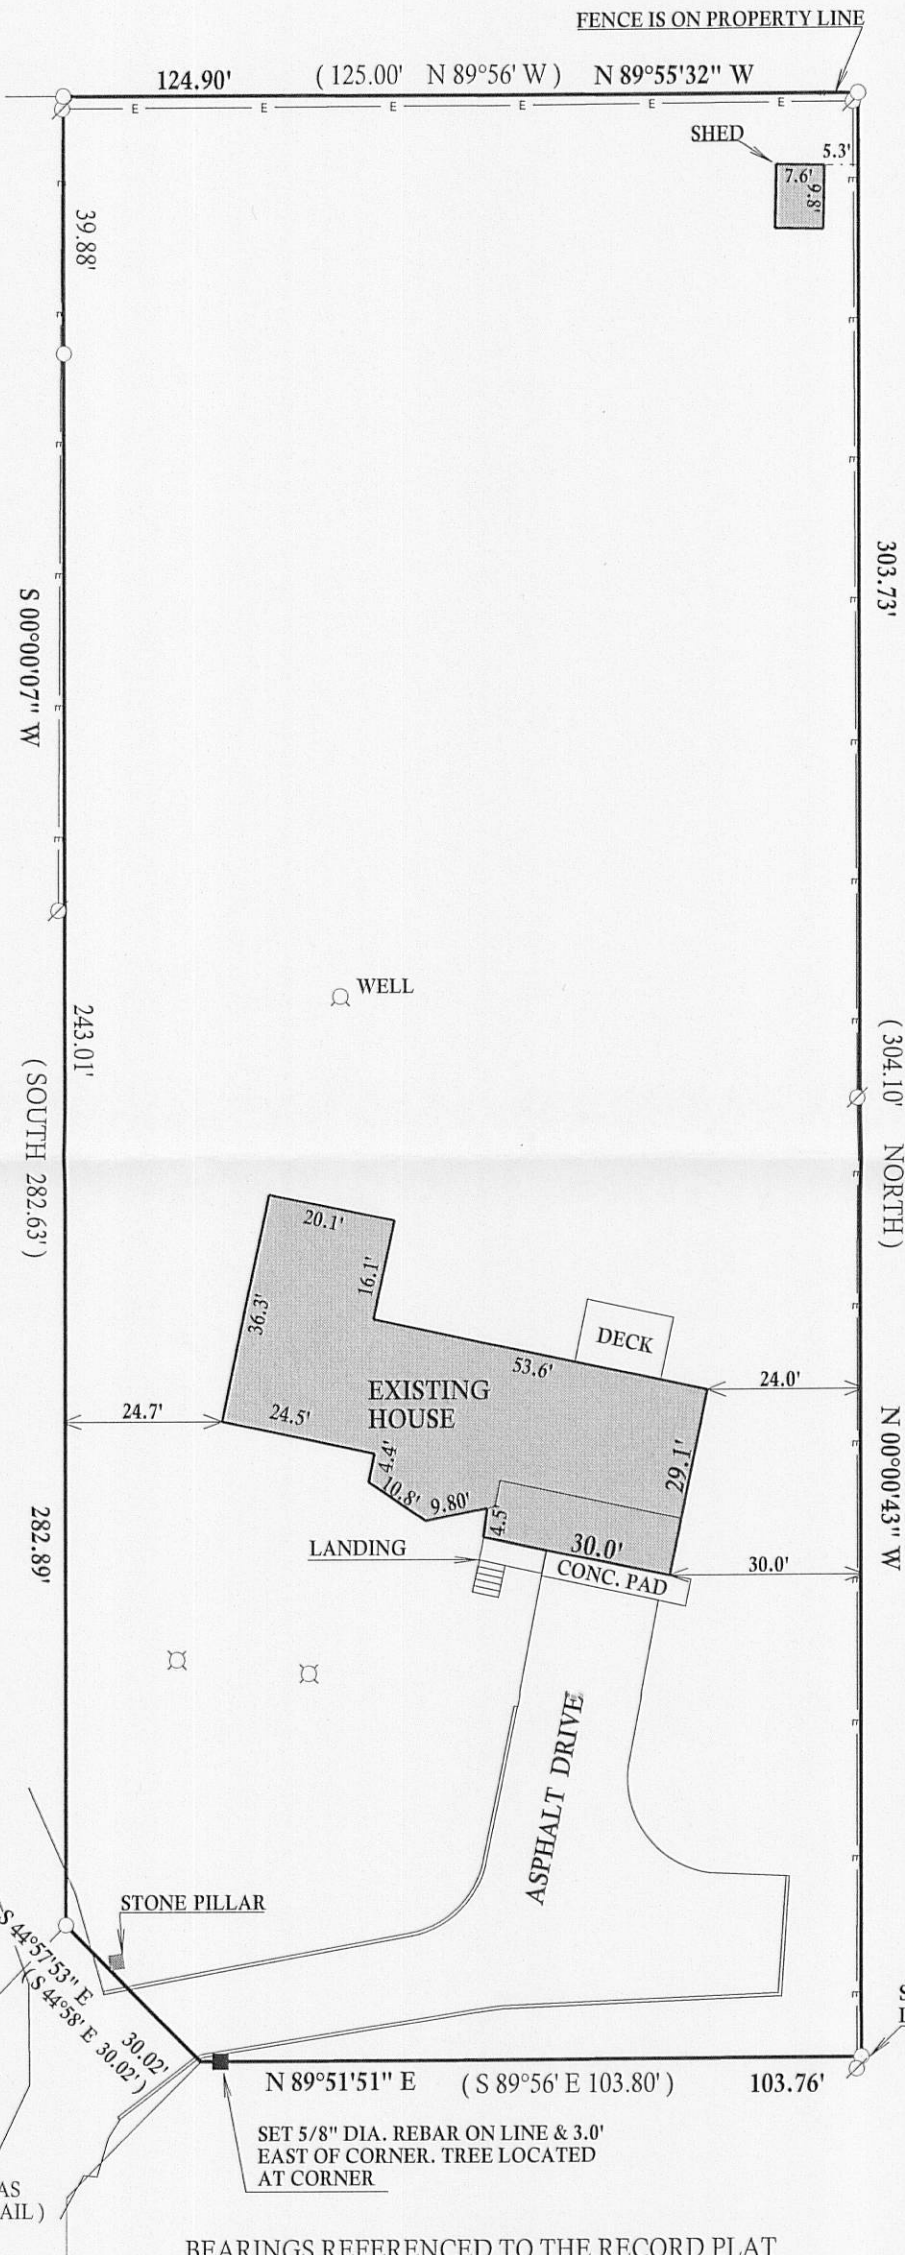 FENCE IS ON PROPERTY LINE
124.90' ( 125.00' N 89°56' W ) N 89°55'32" W
E E E E E E
SHED
5.3'
7.6'
9.8'
39.88'
303.73'
S 00°00'07" W
WELL
243.01'
( 304.10' NORTH )
( SOUTH 282.63' )
20.1'
16.1'
36.3'
DECK
53.6'
24.0'
EXISTING
HOUSE
24.7'
24.5'
4.4'
10.8'
9.80'
4.5'
29.1'
N 00°00'43" W
282.89'
LANDING
30.0'
CONC. PAD
30.0'
ASPHALT DRIVE
STONE PILLAR
S 44°57'53" E 30.02'
( S 44°58' E 30.02' )
N 89°51'51" E ( S 89°56' E 103.80' ) 103.76'
SET 5/8" DIA. REBAR ON LINE & 3.0'
EAST OF CORNER. TREE LOCATED
AT CORNER
AS
AIL )
BEARINGS REFERENCED TO THE RECORD PLAT